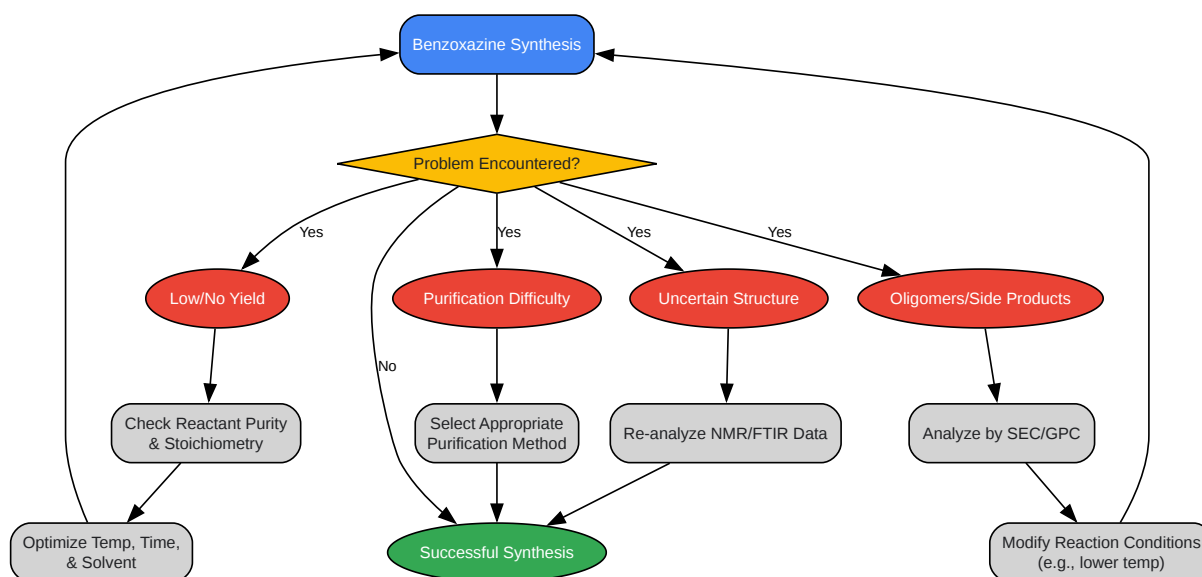 Benzoxazine Synthesis
Problem Encountered?
Yes
Yes
Yes
Yes
Low/No Yield
Purification Difficulty
Uncertain Structure
Oligomers/Side Products
No
Check Reactant Purity
& Stoichiometry
Select Appropriate
Purification Method
Re-analyze NMR/FTIR Data
Analyze by SEC/GPC
Optimize Temp, Time,
& Solvent
Successful Synthesis
Modify Reaction Conditions
(e.g., lower temp)